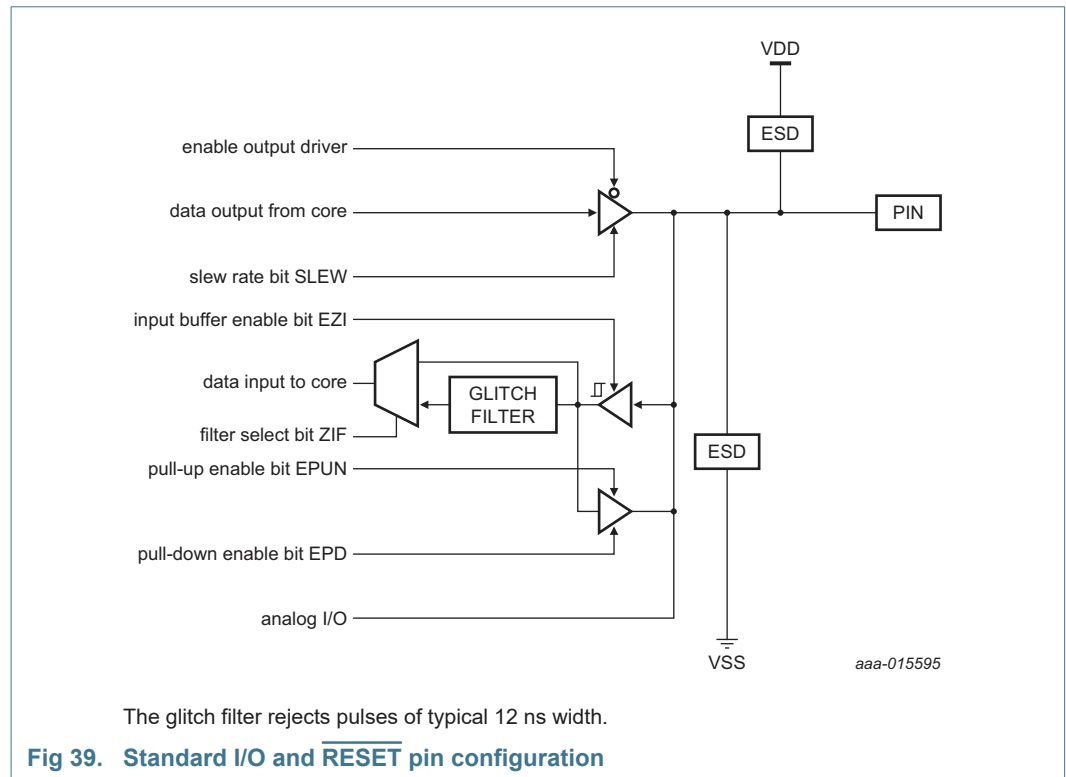 VDD
ESD
enable output driver
data output from core
PIN
slew rate bit SLEW
input buffer enable bit EZI
data input to core
GLITCH
FILTER
filter select bit ZIF
ESD
pull-up enable bit EPUN
pull-down enable bit EPD
analog I/O
VSS
aaa-015595
The glitch filter rejects pulses of typical 12 ns width.
Fig 39. Standard I/O and RESET pin configuration